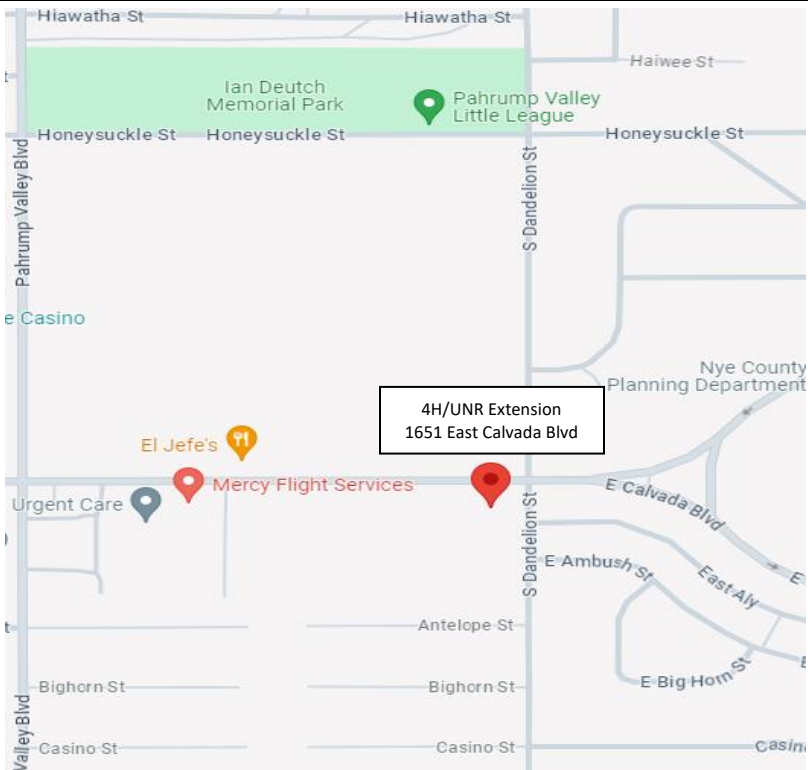 Hiawatha St
Hiawatha St
Haiwee St
Ian Deutch
Memorial Park
Pahrump Valley
Little League
Honeysuckle St
Honeysuckle St
Honeysuckle St
Pahrump Valley Blvd
S Dandelion St
e Casino
Nye County
Planning Department
4H/UNR Extension
1651 East Calvada Blvd
El Jefe's
Mercy Flight Services
Urgent Care
E Calvada Blvd
S Dandelion St
E Ambush St
East Aly
E
t
Antelope St
E Big Horn St
Bighorn St
Bighorn St
Valley Blvd
Casino St
Casino St
Casino